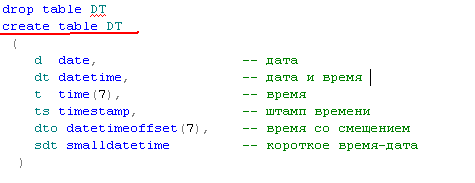 drop table DT
create table DT
(
d date, -- дата
dt datetime, -- дата и время
t time(7), -- время
ts timestamp, -- штамп времени
dto datetimeoffset(7), -- время со смещением
sdt smalldatetime -- короткое время-дата
)